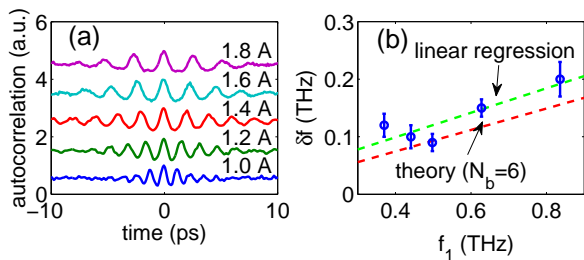 (a)
autocorrelation (a.u.)
6
4
2
0
1.8 A
1.6 A
1.4 A
1.2 A
1.0 A
−10
0
10
time (ps)
(b)
δf (THz)
0.3
0.2
0.1
0
linear regression
theory (N_b=6)
0.4
0.6
0.8
f_1 (THz)